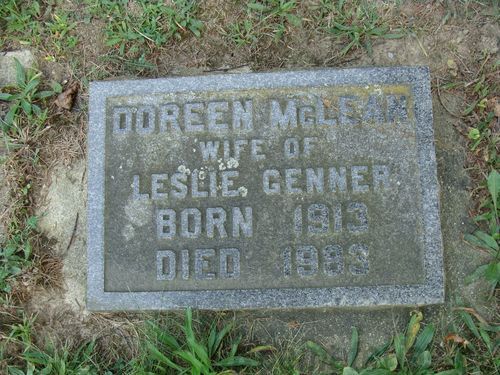 DOREEN McLEAN
WIFE OF
LESLIE GENNER
BORN 1913
DIED 1983